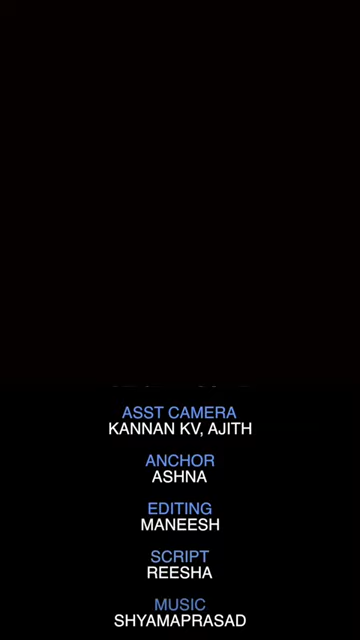 ASST CAMERA
KANNAN KV, AJITH
ANCHOR
ASHNA
EDITING
MANEESH
SCRIPT
REESHA
MUSIC
SHYAMAPRASAD